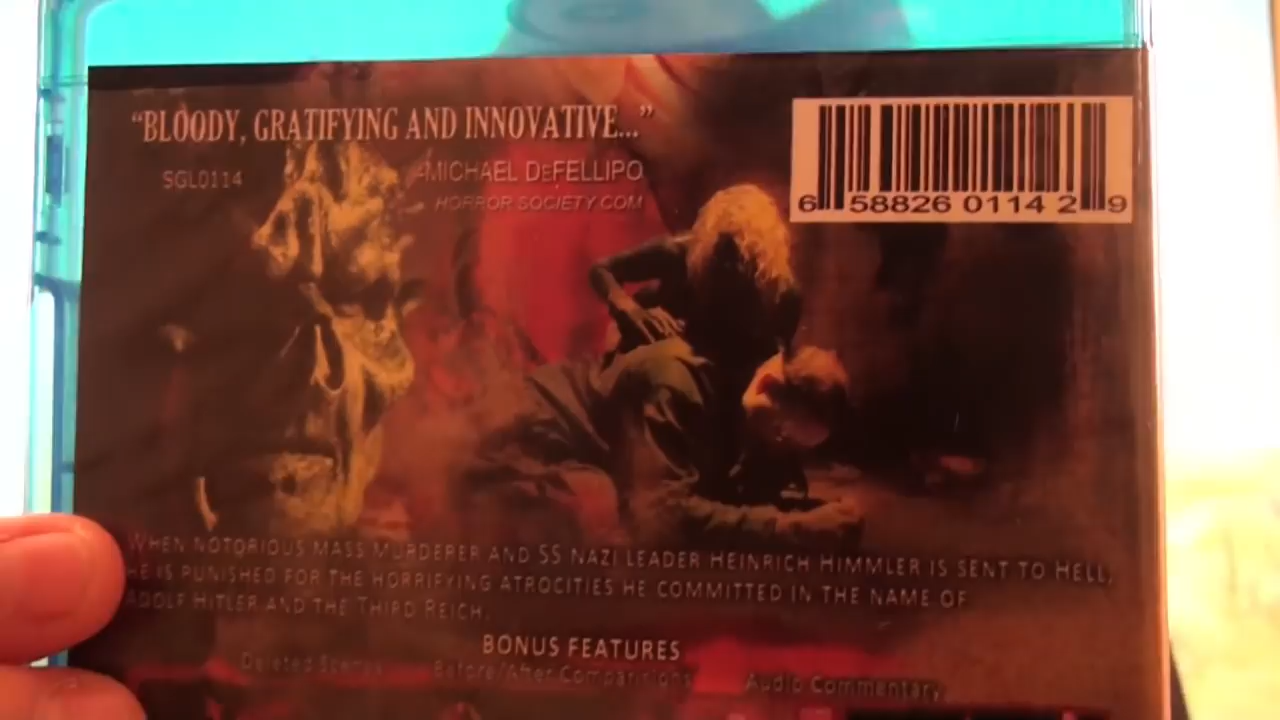 “BLOODY, GRATIFYING AND INNOVATIVE...”
SGL0114
-MICHAEL DEFELLIPO
HORROR SOCIETY.COM
6 58826 01142 9
WHEN NOTORIOUS MASS MURDERER AND SS NAZI LEADER HEINRICH HIMMLER IS SENT TO HELL,
HE IS PUNISHED FOR THE HORRIFYING ATROCITIES HE COMMITTED IN THE NAME OF
ADOLF HITLER AND THE THIRD REICH.
BONUS FEATURES
Deleted Scenes Before/After Comparisions Audio Commentary